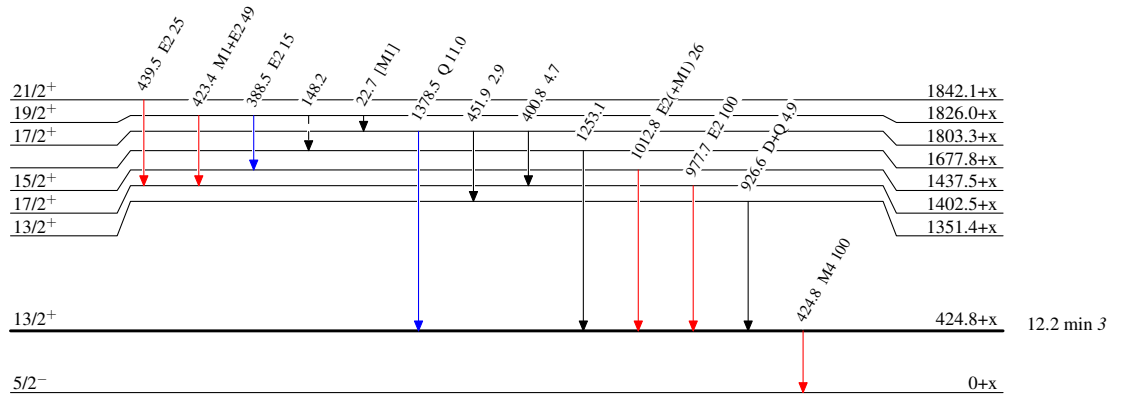 439.5 E2 25
423.4 M1+E2 49
388.5 E2 15
148.2
22.7 [M1]
1378.5 Q 11.0
451.9 2.9
400.8 4.7
1253.1
1012.8 E2(+M1) 26
977.7 E2 100
926.6 D+Q 4.9
424.8 M4 100
21/2⁺ 1842.1+x
19/2⁺ 1826.0+x
17/2⁺ 1803.3+x
1677.8+x
15/2⁺ 1437.5+x
17/2⁺ 1402.5+x
13/2⁺ 1351.4+x
13/2⁺ 424.8+x 12.2 min 3
5/2⁻ 0+x